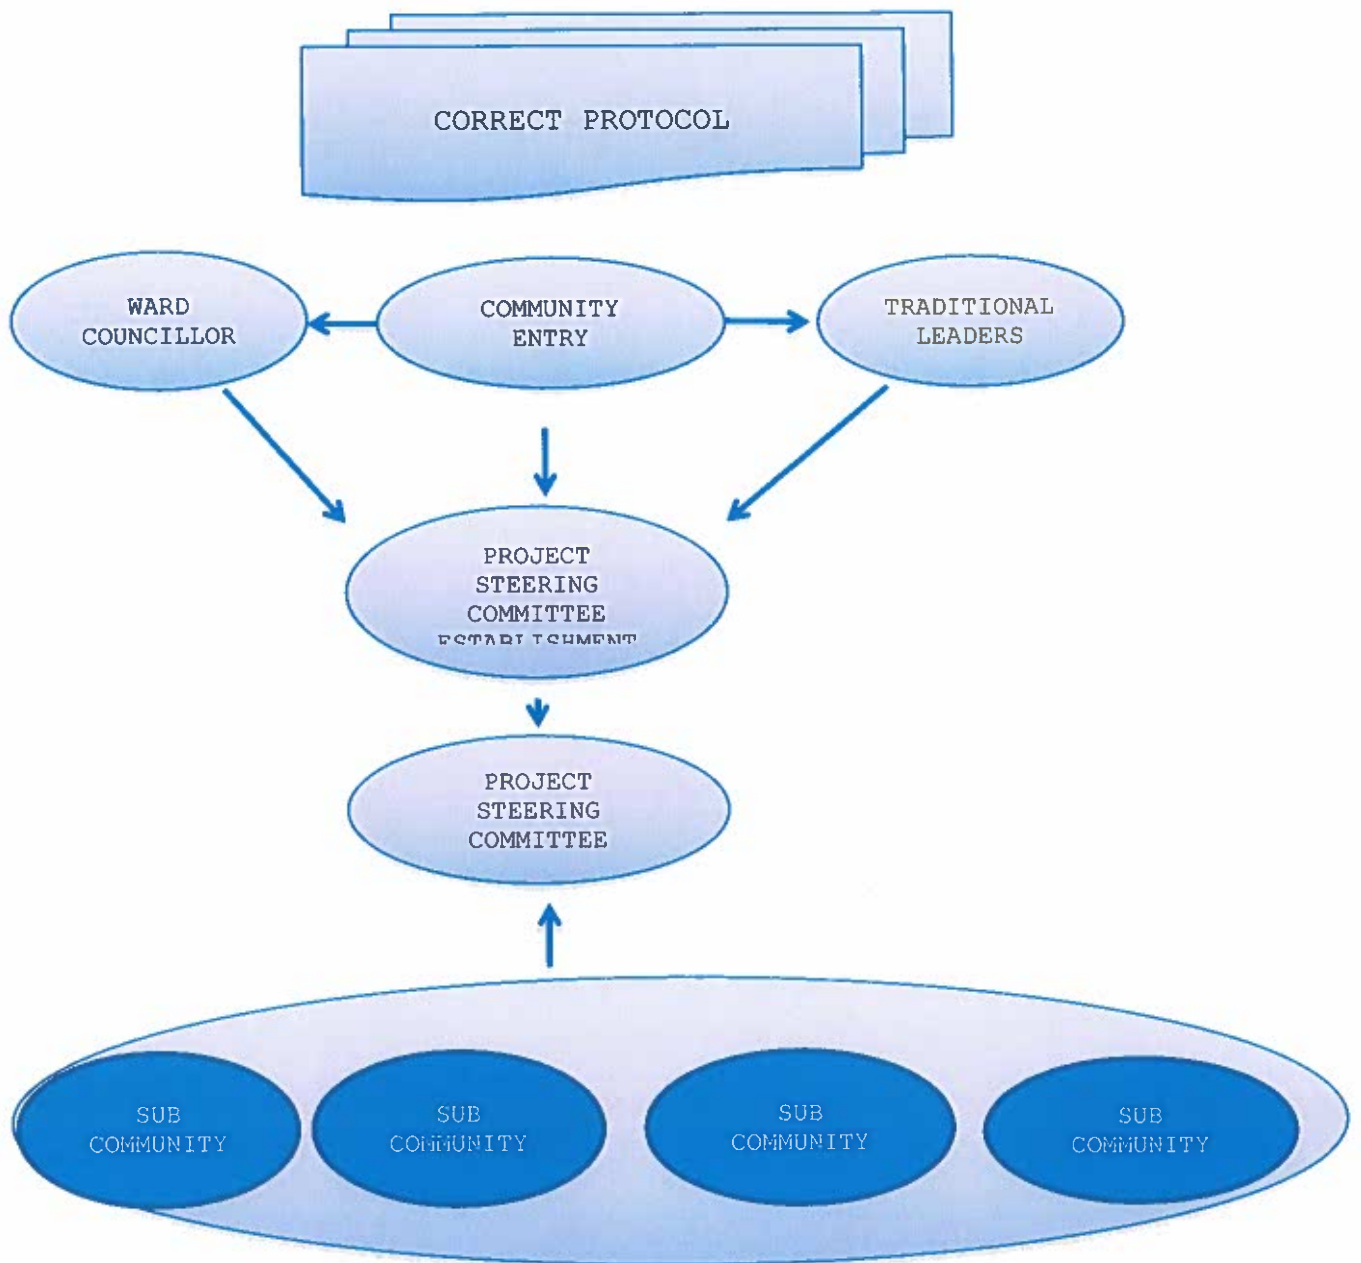 CORRECT PROTOCOL
WARD
COUNCILLOR
COMMUNITY
ENTRY
TRADITIONAL
LEADERS
PROJECT
STEERING
COMMITTEE
ESTABLISHMENT
PROJECT
STEERING
COMMITTEE
SUB
COMMUNITY
SUB
COMMUNITY
SUB
COMMUNITY
SUB
COMMUNITY